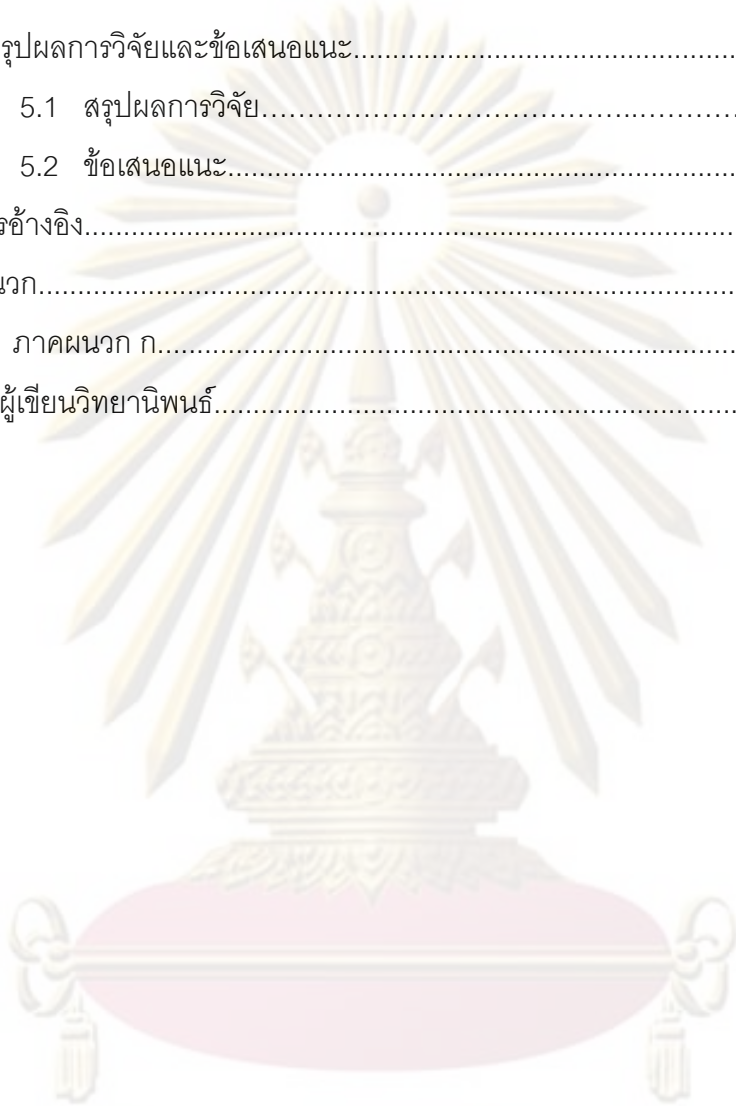 รุปผลการวิจัยและข้อเสนอแนะ................................................
5.1 สรุปผลการวิจัย................................................
5.2 ข้อเสนอแนะ................................................
รอ้างอิง................................................
นวก................................................
ภาคผนวก ก................................................
ผู้เขียนวิทยานิพนธ์................................................